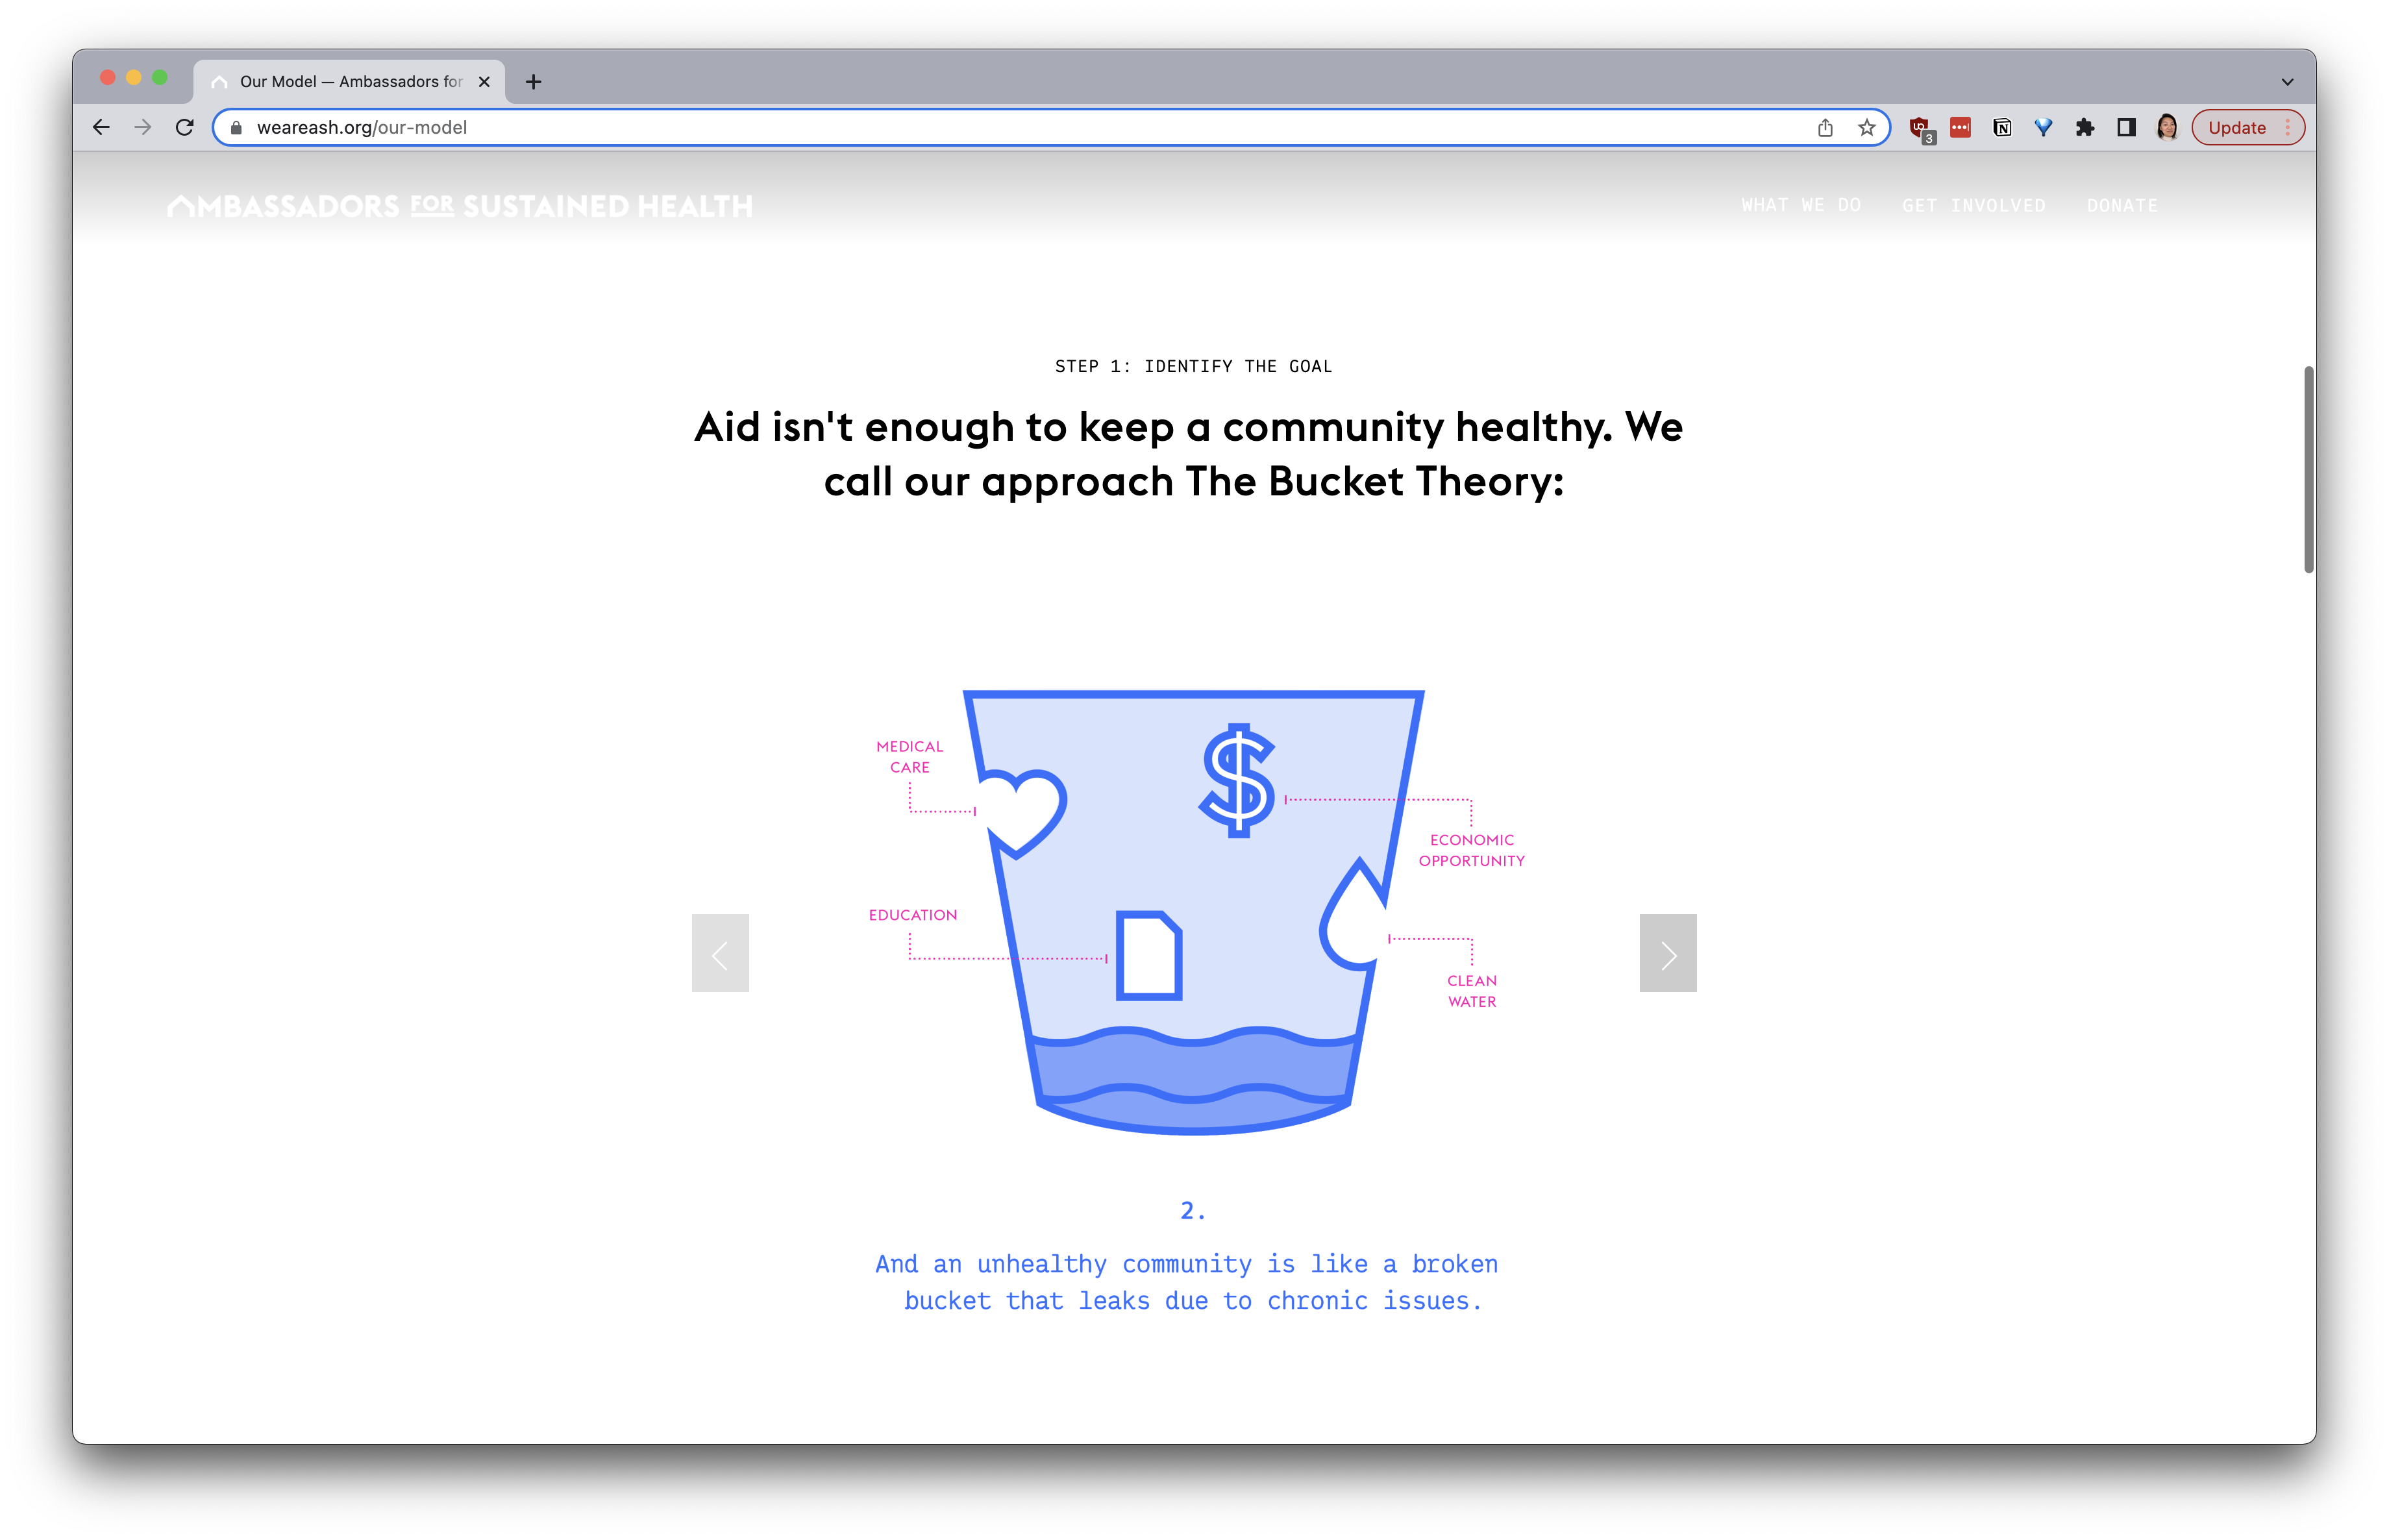 Our Model — Ambassadors for
weareash.org/our-model
3
Update
AMBASSADORS FOR SUSTAINED HEALTH
WHAT WE DO
GET INVOLVED
DONATE
STEP 1: IDENTIFY THE GOAL
Aid isn't enough to keep a community healthy. We
call our approach The Bucket Theory:
MEDICAL
CARE
$
ECONOMIC
OPPORTUNITY
EDUCATION
CLEAN
WATER
2.
And an unhealthy community is like a broken
bucket that leaks due to chronic issues.